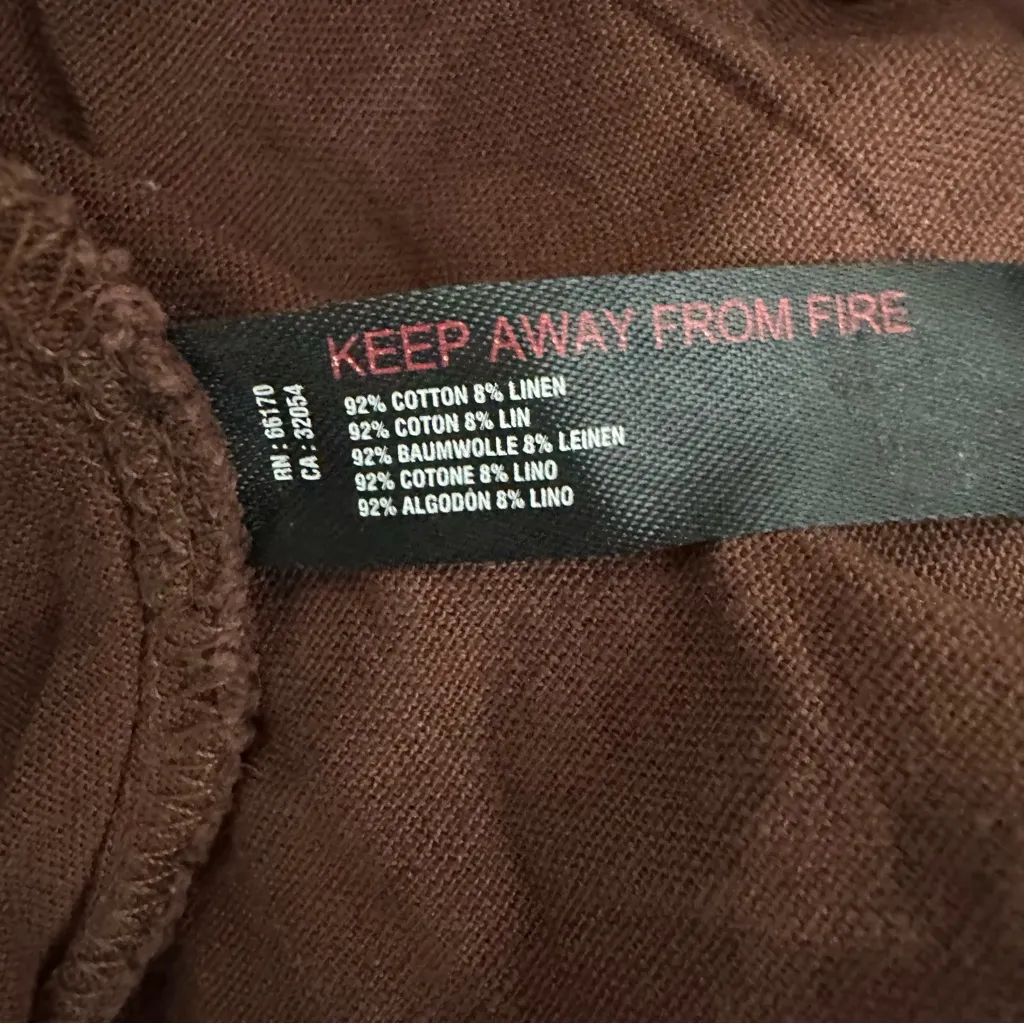 KEEP AWAY FROM FIRE
92% COTTON 8% LINEN
92% COTON 8% LIN
92% BAUMWOLLE 8% LEINEN
92% COTONE 8% LINO
92% ALGODÓN 8% LINO
RN : 66170
CA : 32054